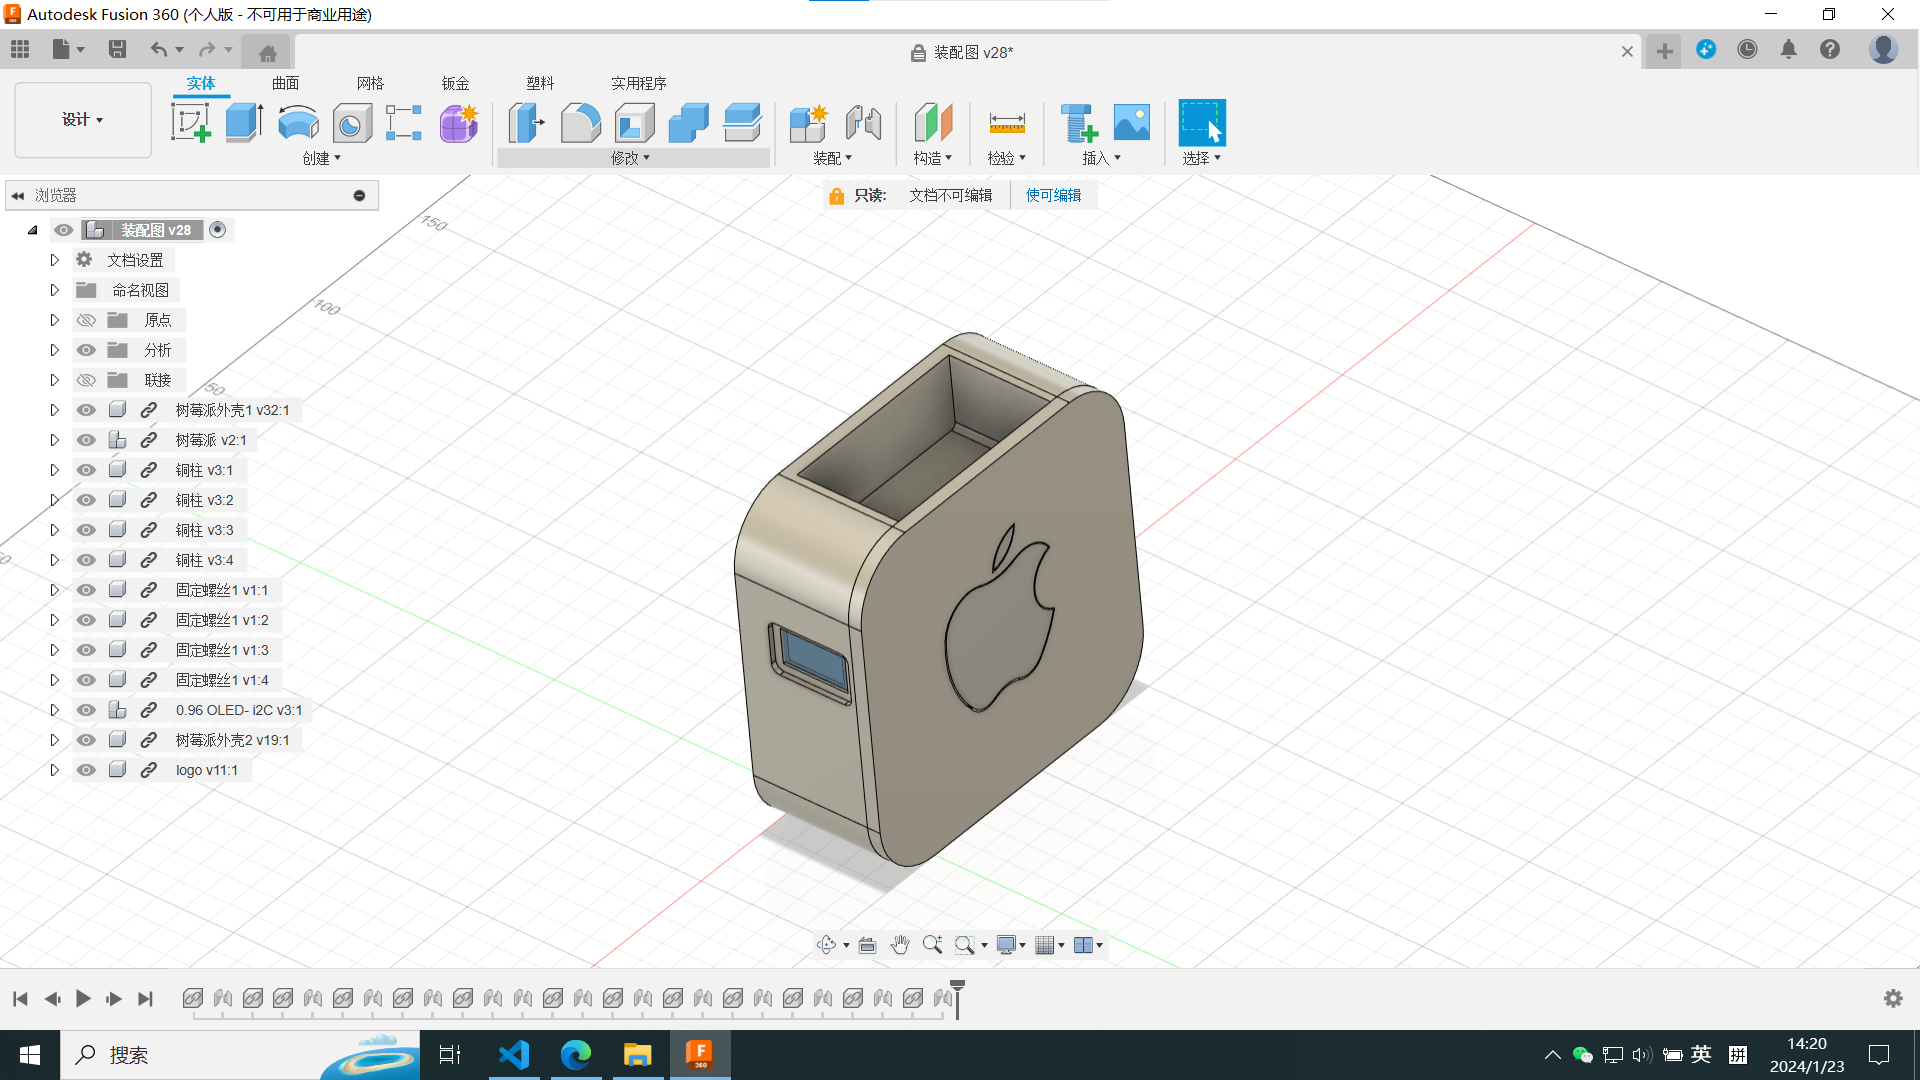 Autodesk Fusion 360 (个人版 - 不可用于商业用途)
装配图 v28*
设计
实体 曲面 网格 钣金 塑料 实用程序
创建 修改 装配 构造 检验 插入 选择
浏览器
只读: 文档不可编辑 使可编辑
装配图 v28
文档设置
命名视图
原点
分析
联接
树莓派外壳1 v32:1
树莓派 v2:1
铜柱 v3:1
铜柱 v3:2
铜柱 v3:3
铜柱 v3:4
固定螺丝1 v1:1
固定螺丝1 v1:2
固定螺丝1 v1:3
固定螺丝1 v1:4
0.96 OLED- i2C v3:1
树莓派外壳2 v19:1
logo v11:1
150
100
50
搜索
英
拼
14:20
2024/1/23